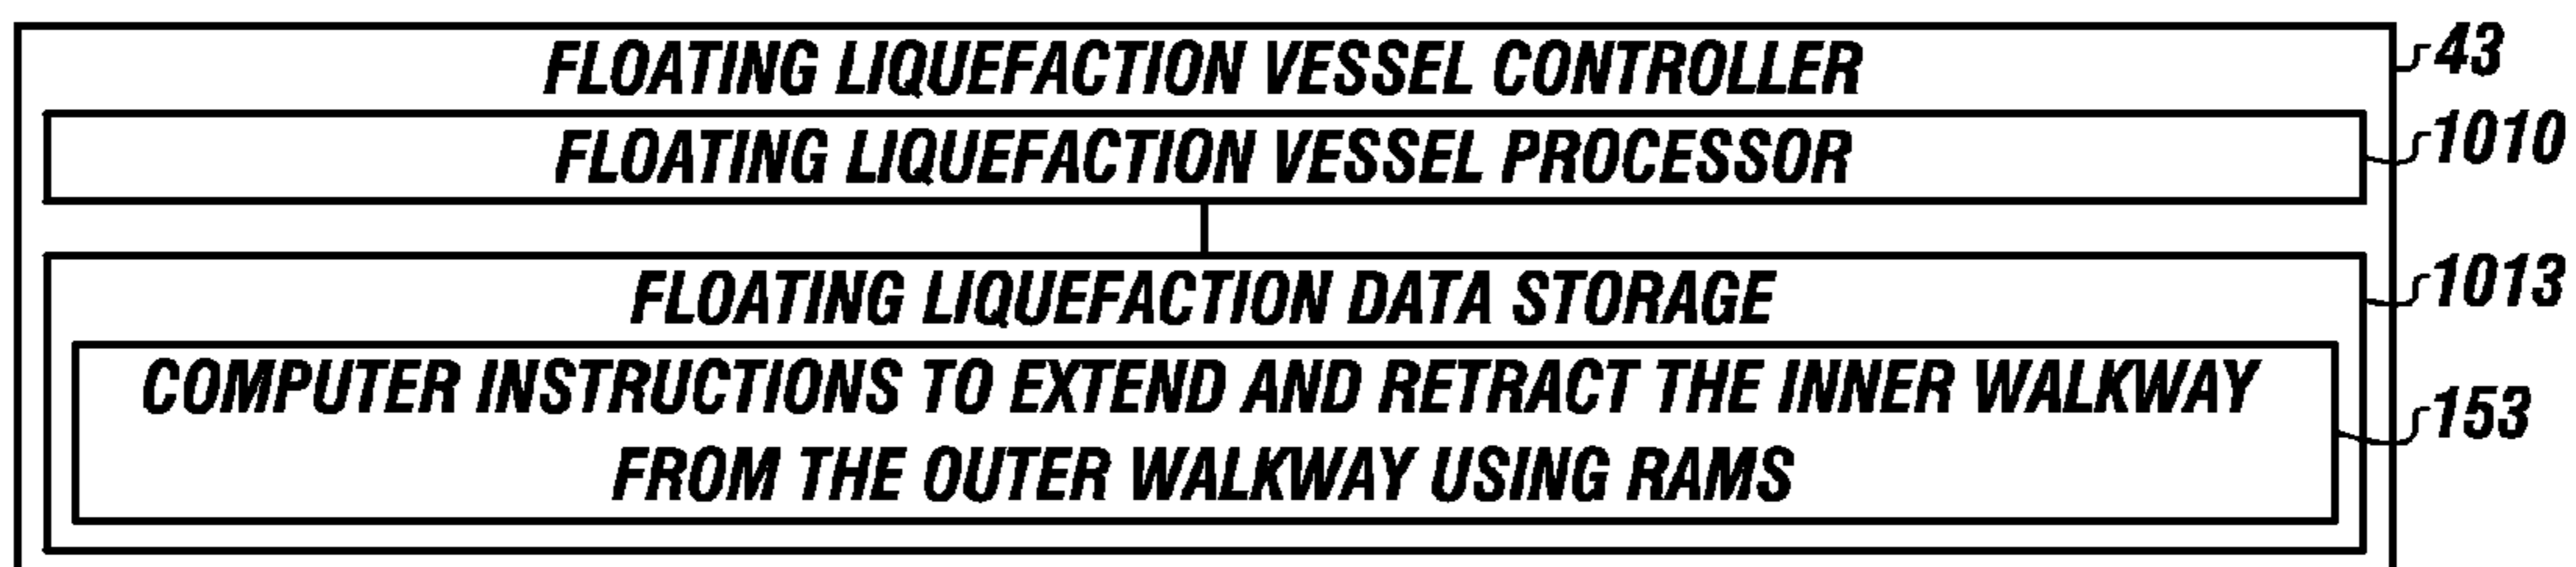 FLOATING LIQUEFACTION VESSEL CONTROLLER
43
FLOATING LIQUEFACTION VESSEL PROCESSOR
1010
FLOATING LIQUEFACTION DATA STORAGE
1013
COMPUTER INSTRUCTIONS TO EXTEND AND RETRACT THE INNER WALKWAY
FROM THE OUTER WALKWAY USING RAMS
153